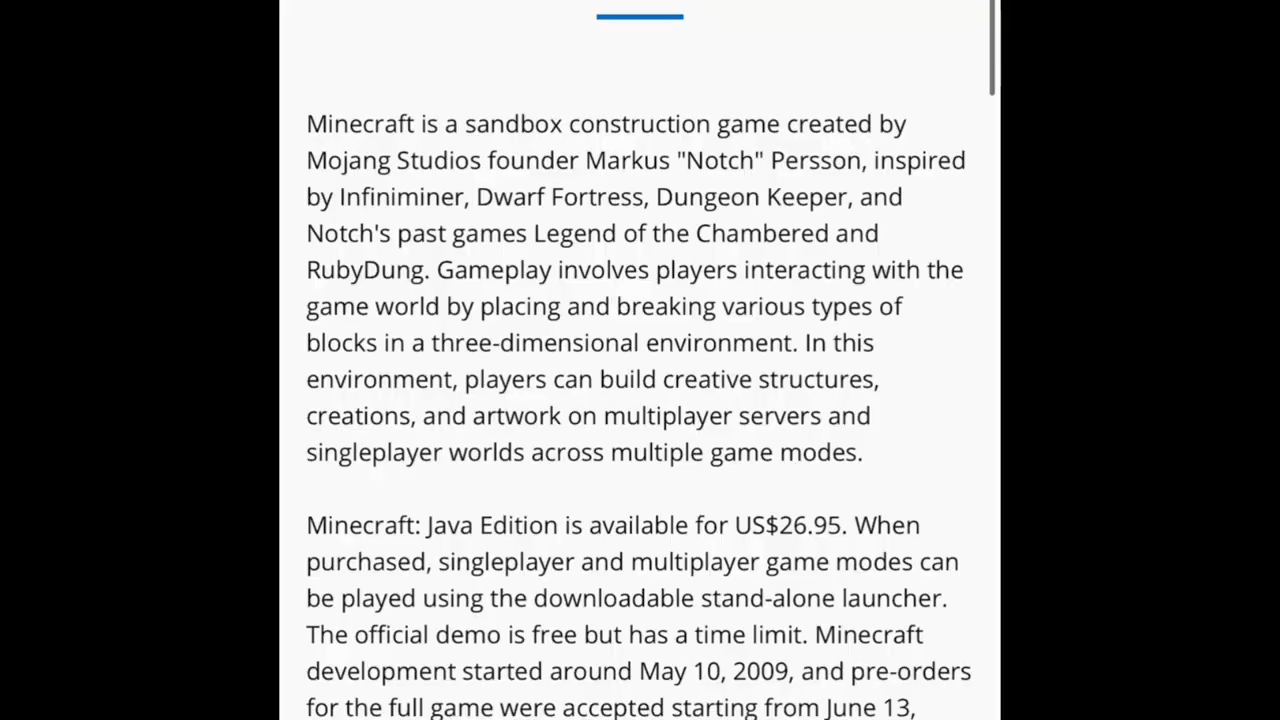 Minecraft is a sandbox construction game created by
Mojang Studios founder Markus "Notch" Persson, inspired
by Infiniminer, Dwarf Fortress, Dungeon Keeper, and
Notch's past games Legend of the Chambered and
RubyDung. Gameplay involves players interacting with the
game world by placing and breaking various types of
blocks in a three-dimensional environment. In this
environment, players can build creative structures,
creations, and artwork on multiplayer servers and
singleplayer worlds across multiple game modes.
Minecraft: Java Edition is available for US$26.95. When
purchased, singleplayer and multiplayer game modes can
be played using the downloadable stand-alone launcher.
The official demo is free but has a time limit. Minecraft
development started around May 10, 2009, and pre-orders
for the full game were accepted starting from June 13,